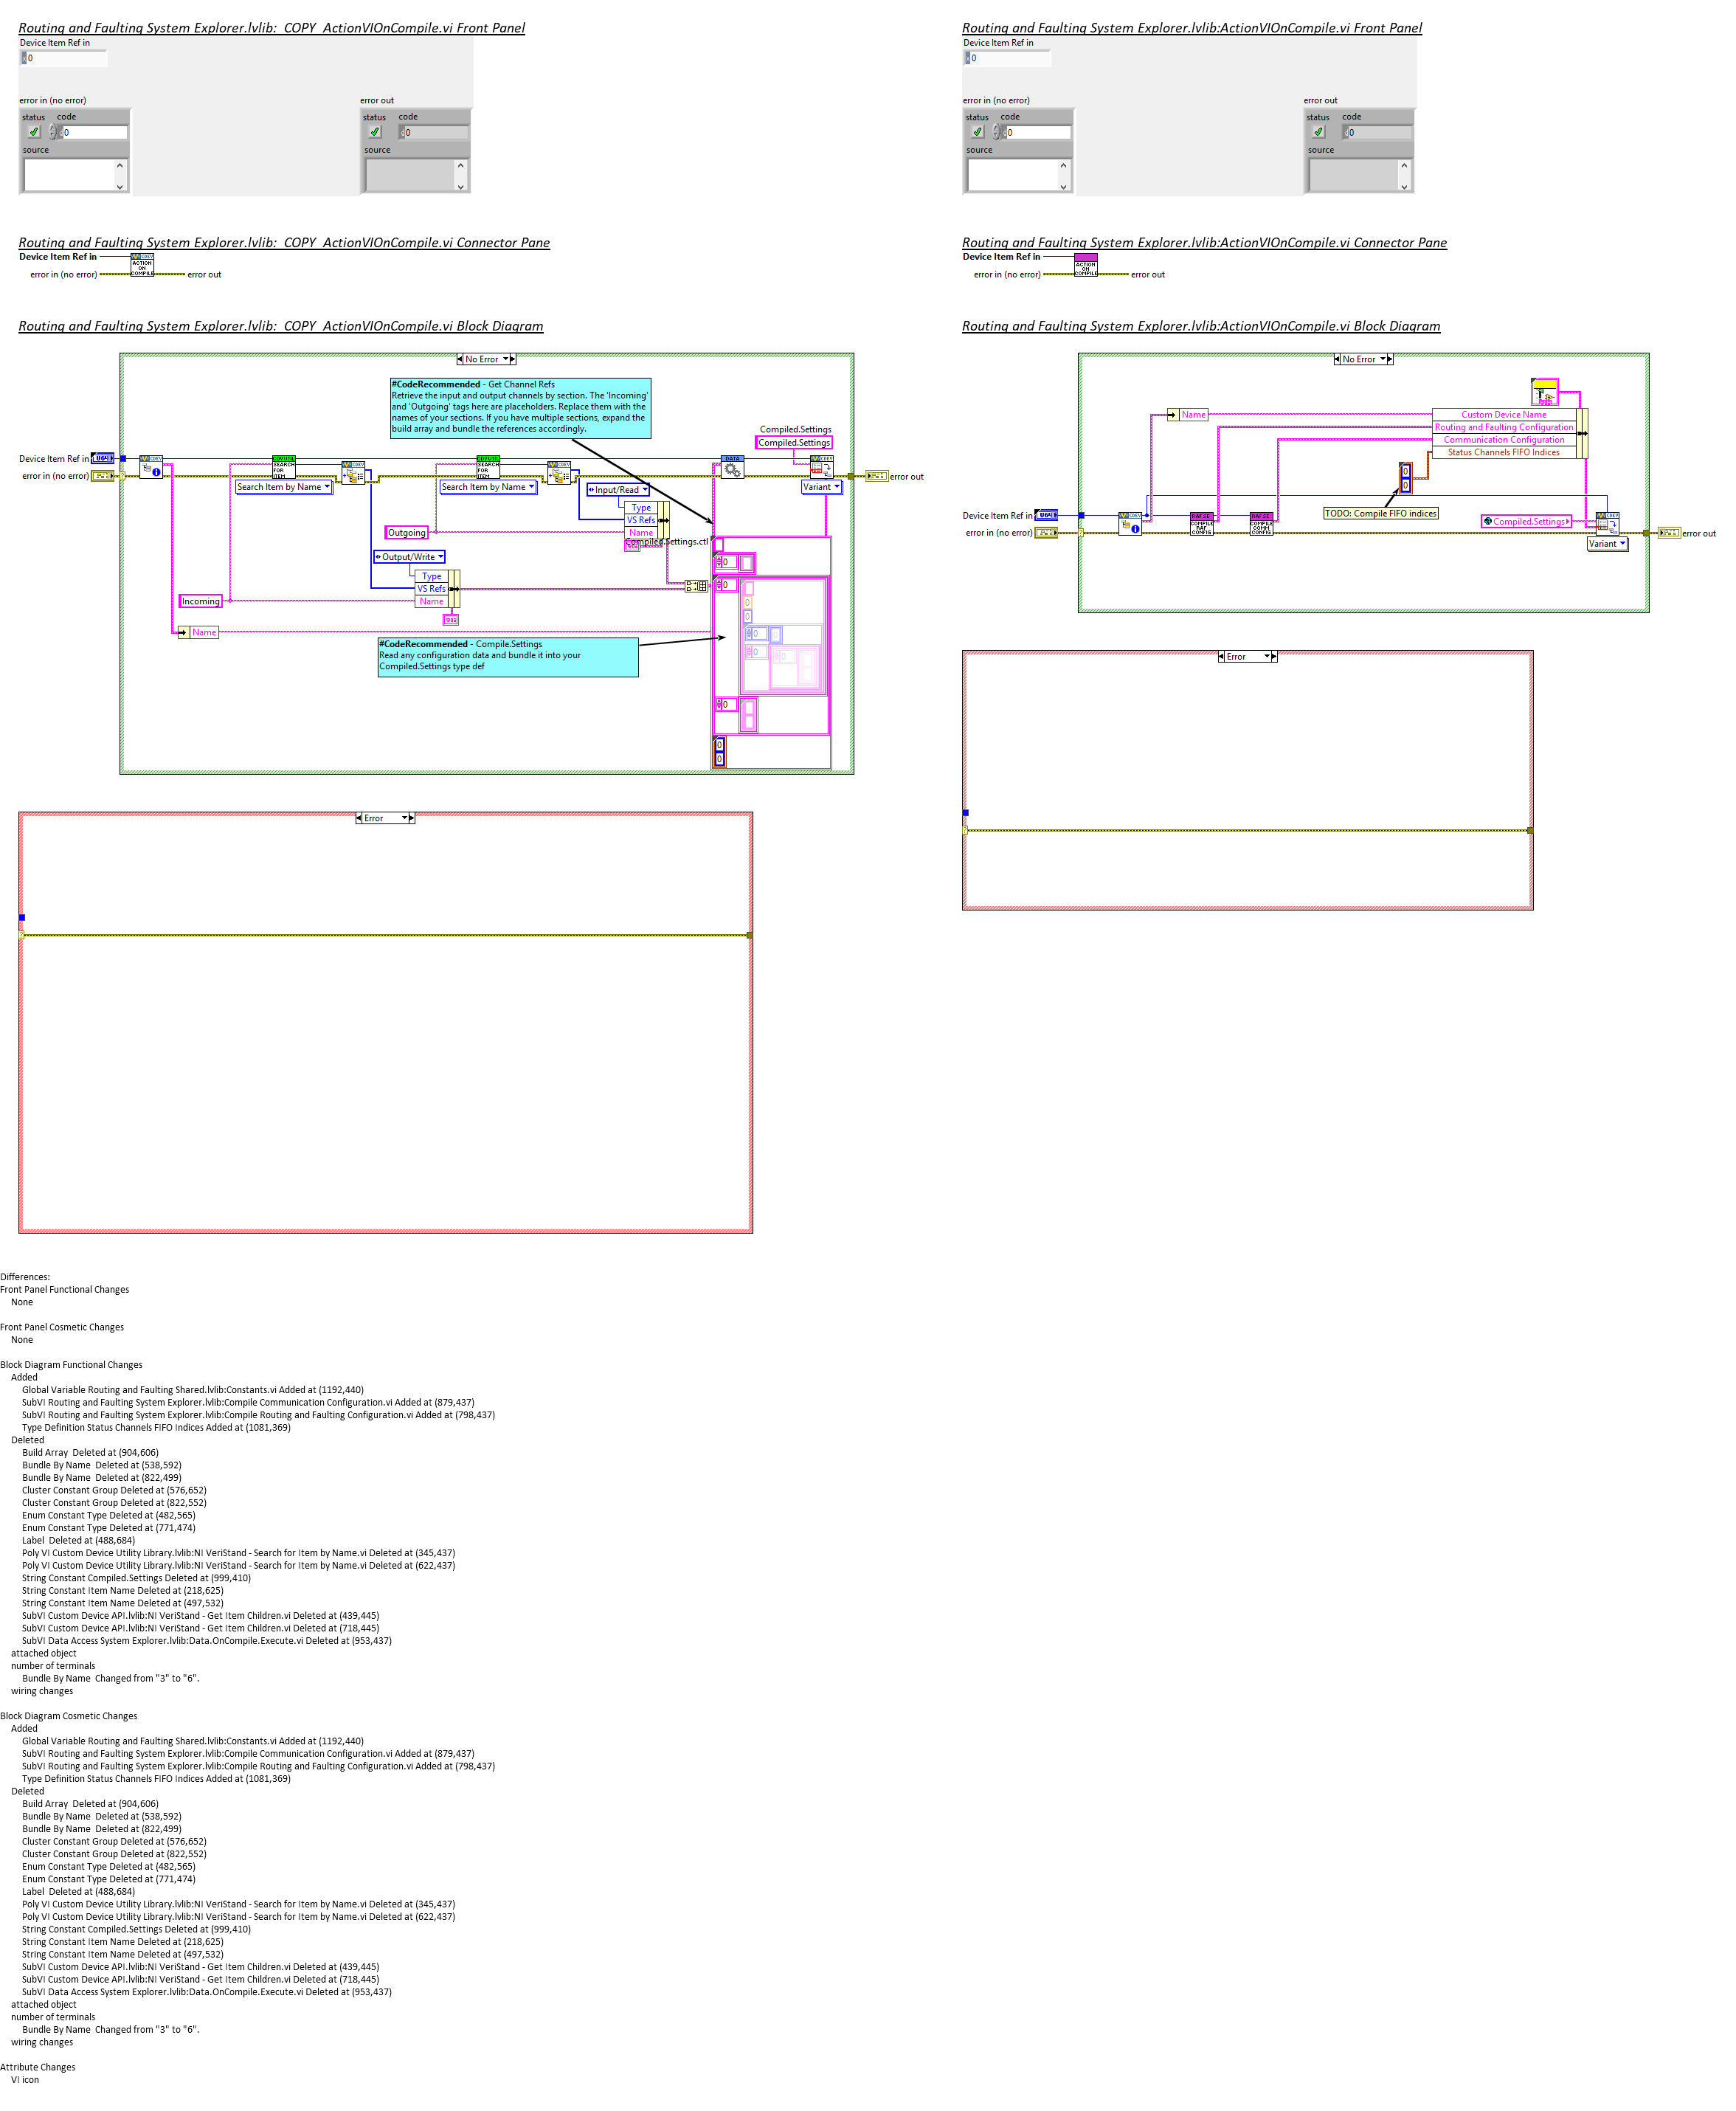 Routing and Faulting System Explorer.lvlib:_COPY_ActionVIOnCompile.vi Front Panel
Device Item Ref in
0
error in (no error)
status code
0
source
error out
status code
0
source
Routing and Faulting System Explorer.lvlib:_COPY_ActionVIOnCompile.vi Connector Pane
Device Item Ref in
error in (no error)
ACTION
ON
COMPILE
error out
Routing and Faulting System Explorer.lvlib:_COPY_ActionVIOnCompile.vi Block Diagram
No Error
#CodeRecommended - Get Channel Refs
Retrieve the input and output channels by section. The 'Incoming'
and 'Outgoing' tags here are placeholders. Replace them with the
names of your sections. If you have multiple sections, expand the
build array and bundle the references accordingly.
Compiled.Settings
Compiled.Settings
Device Item Ref in
error in (no error)
SEARCH
FOR
ITEM
Search Item by Name
SEARCH
FOR
ITEM
Search Item by Name
DATA
Variant
error out
Input/Read
Type
VS Refs
Name
Outgoing
Compiled.Settings.ctl
Output/Write
Type
VS Refs
Name
Incoming
Name
#CodeRecommended - Compile.Settings
Read any configuration data and bundle it into your
Compiled.Settings type def
Error
Routing and Faulting System Explorer.lvlib:ActionVIOnCompile.vi Front Panel
Device Item Ref in
0
error in (no error)
status code
0
source
error out
status code
0
source
Routing and Faulting System Explorer.lvlib:ActionVIOnCompile.vi Connector Pane
Device Item Ref in
error in (no error)
ACTION
ON
COMPILE
error out
Routing and Faulting System Explorer.lvlib:ActionVIOnCompile.vi Block Diagram
No Error
Name
Custom Device Name
Routing and Faulting Configuration
Communication Configuration
Status Channels FIFO Indices
0
0
TODO: Compile FIFO indices
Device Item Ref in
error in (no error)
RAFSE
COMPILE
RAF
CONFIG
RAFSE
COMPILE
COMM
CONFIG
Compiled.Settings
Variant
error out
Error
Differences:
Front Panel Functional Changes
None
Front Panel Cosmetic Changes
None
Block Diagram Functional Changes
Added
Global Variable Routing and Faulting Shared.lvlib:Constants.vi Added at (1192,440)
SubVI Routing and Faulting System Explorer.lvlib:Compile Communication Configuration.vi Added at (879,437)
SubVI Routing and Faulting System Explorer.lvlib:Compile Routing and Faulting Configuration.vi Added at (798,437)
Type Definition Status Channels FIFO Indices Added at (1081,369)
Deleted
Build Array  Deleted at (904,606)
Bundle By Name  Deleted at (538,592)
Bundle By Name  Deleted at (822,499)
Cluster Constant Group Deleted at (576,652)
Cluster Constant Group Deleted at (822,552)
Enum Constant Type Deleted at (482,565)
Enum Constant Type Deleted at (771,474)
Label  Deleted at (488,684)
Poly VI Custom Device Utility Library.lvlib:NI VeriStand - Search for Item by Name.vi Deleted at (345,437)
Poly VI Custom Device Utility Library.lvlib:NI VeriStand - Search for Item by Name.vi Deleted at (622,437)
String Constant Compiled.Settings Deleted at (999,410)
String Constant Item Name Deleted at (218,625)
String Constant Item Name Deleted at (497,532)
SubVI Custom Device API.lvlib:NI VeriStand - Get Item Children.vi Deleted at (439,445)
SubVI Custom Device API.lvlib:NI VeriStand - Get Item Children.vi Deleted at (718,445)
SubVI Data Access System Explorer.lvlib:Data.OnCompile.Execute.vi Deleted at (953,437)
attached object
number of terminals
Bundle By Name  Changed from "3" to "6".
wiring changes
Block Diagram Cosmetic Changes
Added
Global Variable Routing and Faulting Shared.lvlib:Constants.vi Added at (1192,440)
SubVI Routing and Faulting System Explorer.lvlib:Compile Communication Configuration.vi Added at (879,437)
SubVI Routing and Faulting System Explorer.lvlib:Compile Routing and Faulting Configuration.vi Added at (798,437)
Type Definition Status Channels FIFO Indices Added at (1081,369)
Deleted
Build Array  Deleted at (904,606)
Bundle By Name  Deleted at (538,592)
Bundle By Name  Deleted at (822,499)
Cluster Constant Group Deleted at (576,652)
Cluster Constant Group Deleted at (822,552)
Enum Constant Type Deleted at (482,565)
Enum Constant Type Deleted at (771,474)
Label  Deleted at (488,684)
Poly VI Custom Device Utility Library.lvlib:NI VeriStand - Search for Item by Name.vi Deleted at (345,437)
Poly VI Custom Device Utility Library.lvlib:NI VeriStand - Search for Item by Name.vi Deleted at (622,437)
String Constant Compiled.Settings Deleted at (999,410)
String Constant Item Name Deleted at (218,625)
String Constant Item Name Deleted at (497,532)
SubVI Custom Device API.lvlib:NI VeriStand - Get Item Children.vi Deleted at (439,445)
SubVI Custom Device API.lvlib:NI VeriStand - Get Item Children.vi Deleted at (718,445)
SubVI Data Access System Explorer.lvlib:Data.OnCompile.Execute.vi Deleted at (953,437)
attached object
number of terminals
Bundle By Name  Changed from "3" to "6".
wiring changes
Attribute Changes
VI icon